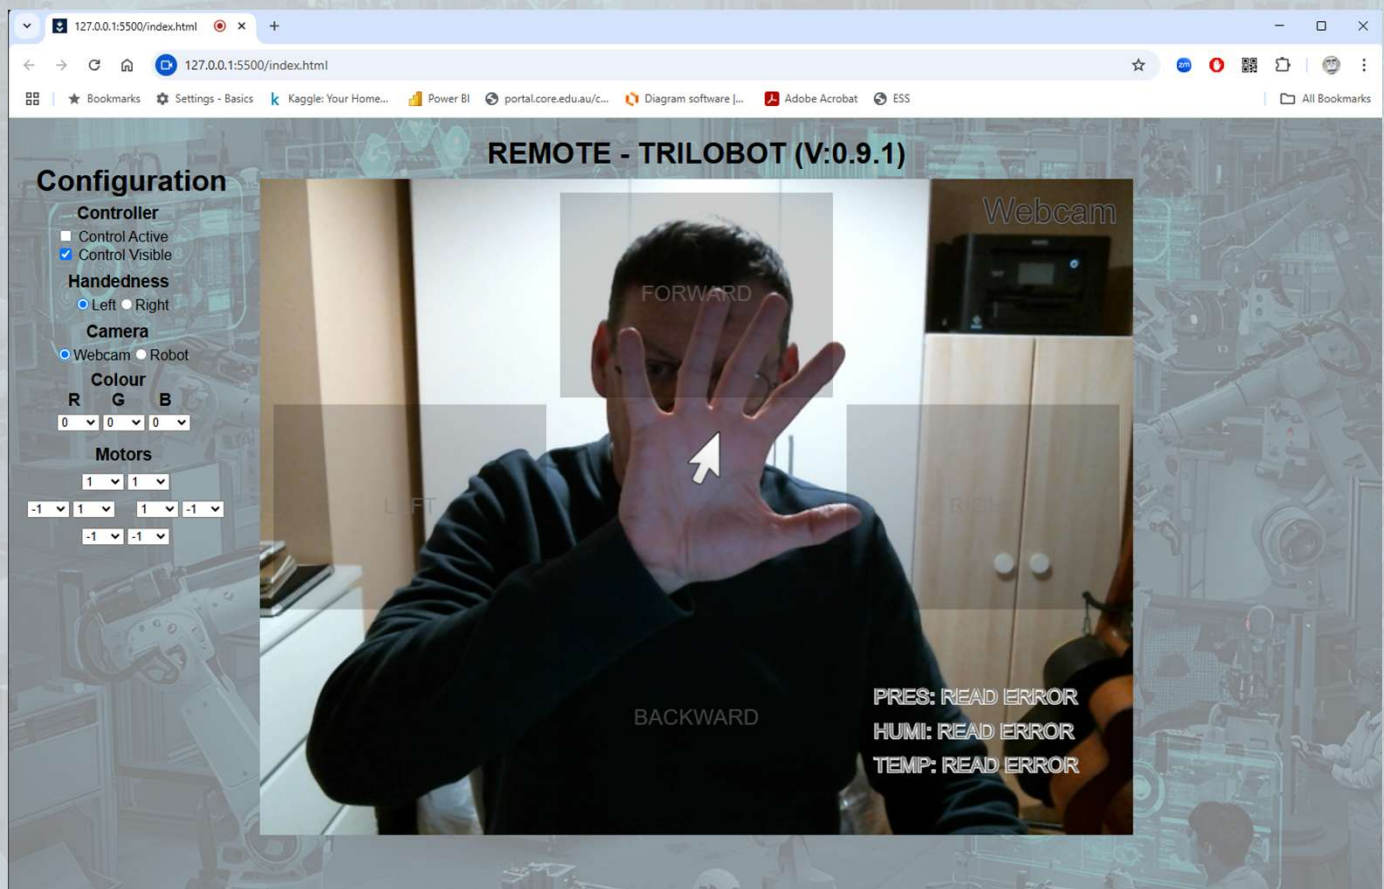 127.0.0.1:5500/index.html
127.0.0.1:5500/index.html
Bookmarks Settings - Basics Kaggle: Your Home... Power BI portal.core.edu.au/c... Diagram software |... Adobe Acrobat ESS All Bookmarks
REMOTE - TRILOBOT (V:0.9.1)
Configuration
Controller
Control Active
Control Visible
Handedness
Left Right
Camera
Webcam Robot
Colour
R G B
0 0 0
Motors
1 1
-1 1 1 -1
-1 -1
Webcam
FORWARD
LEFT
RIGHT
BACKWARD
PRES: READ ERROR
HUMI: READ ERROR
TEMP: READ ERROR